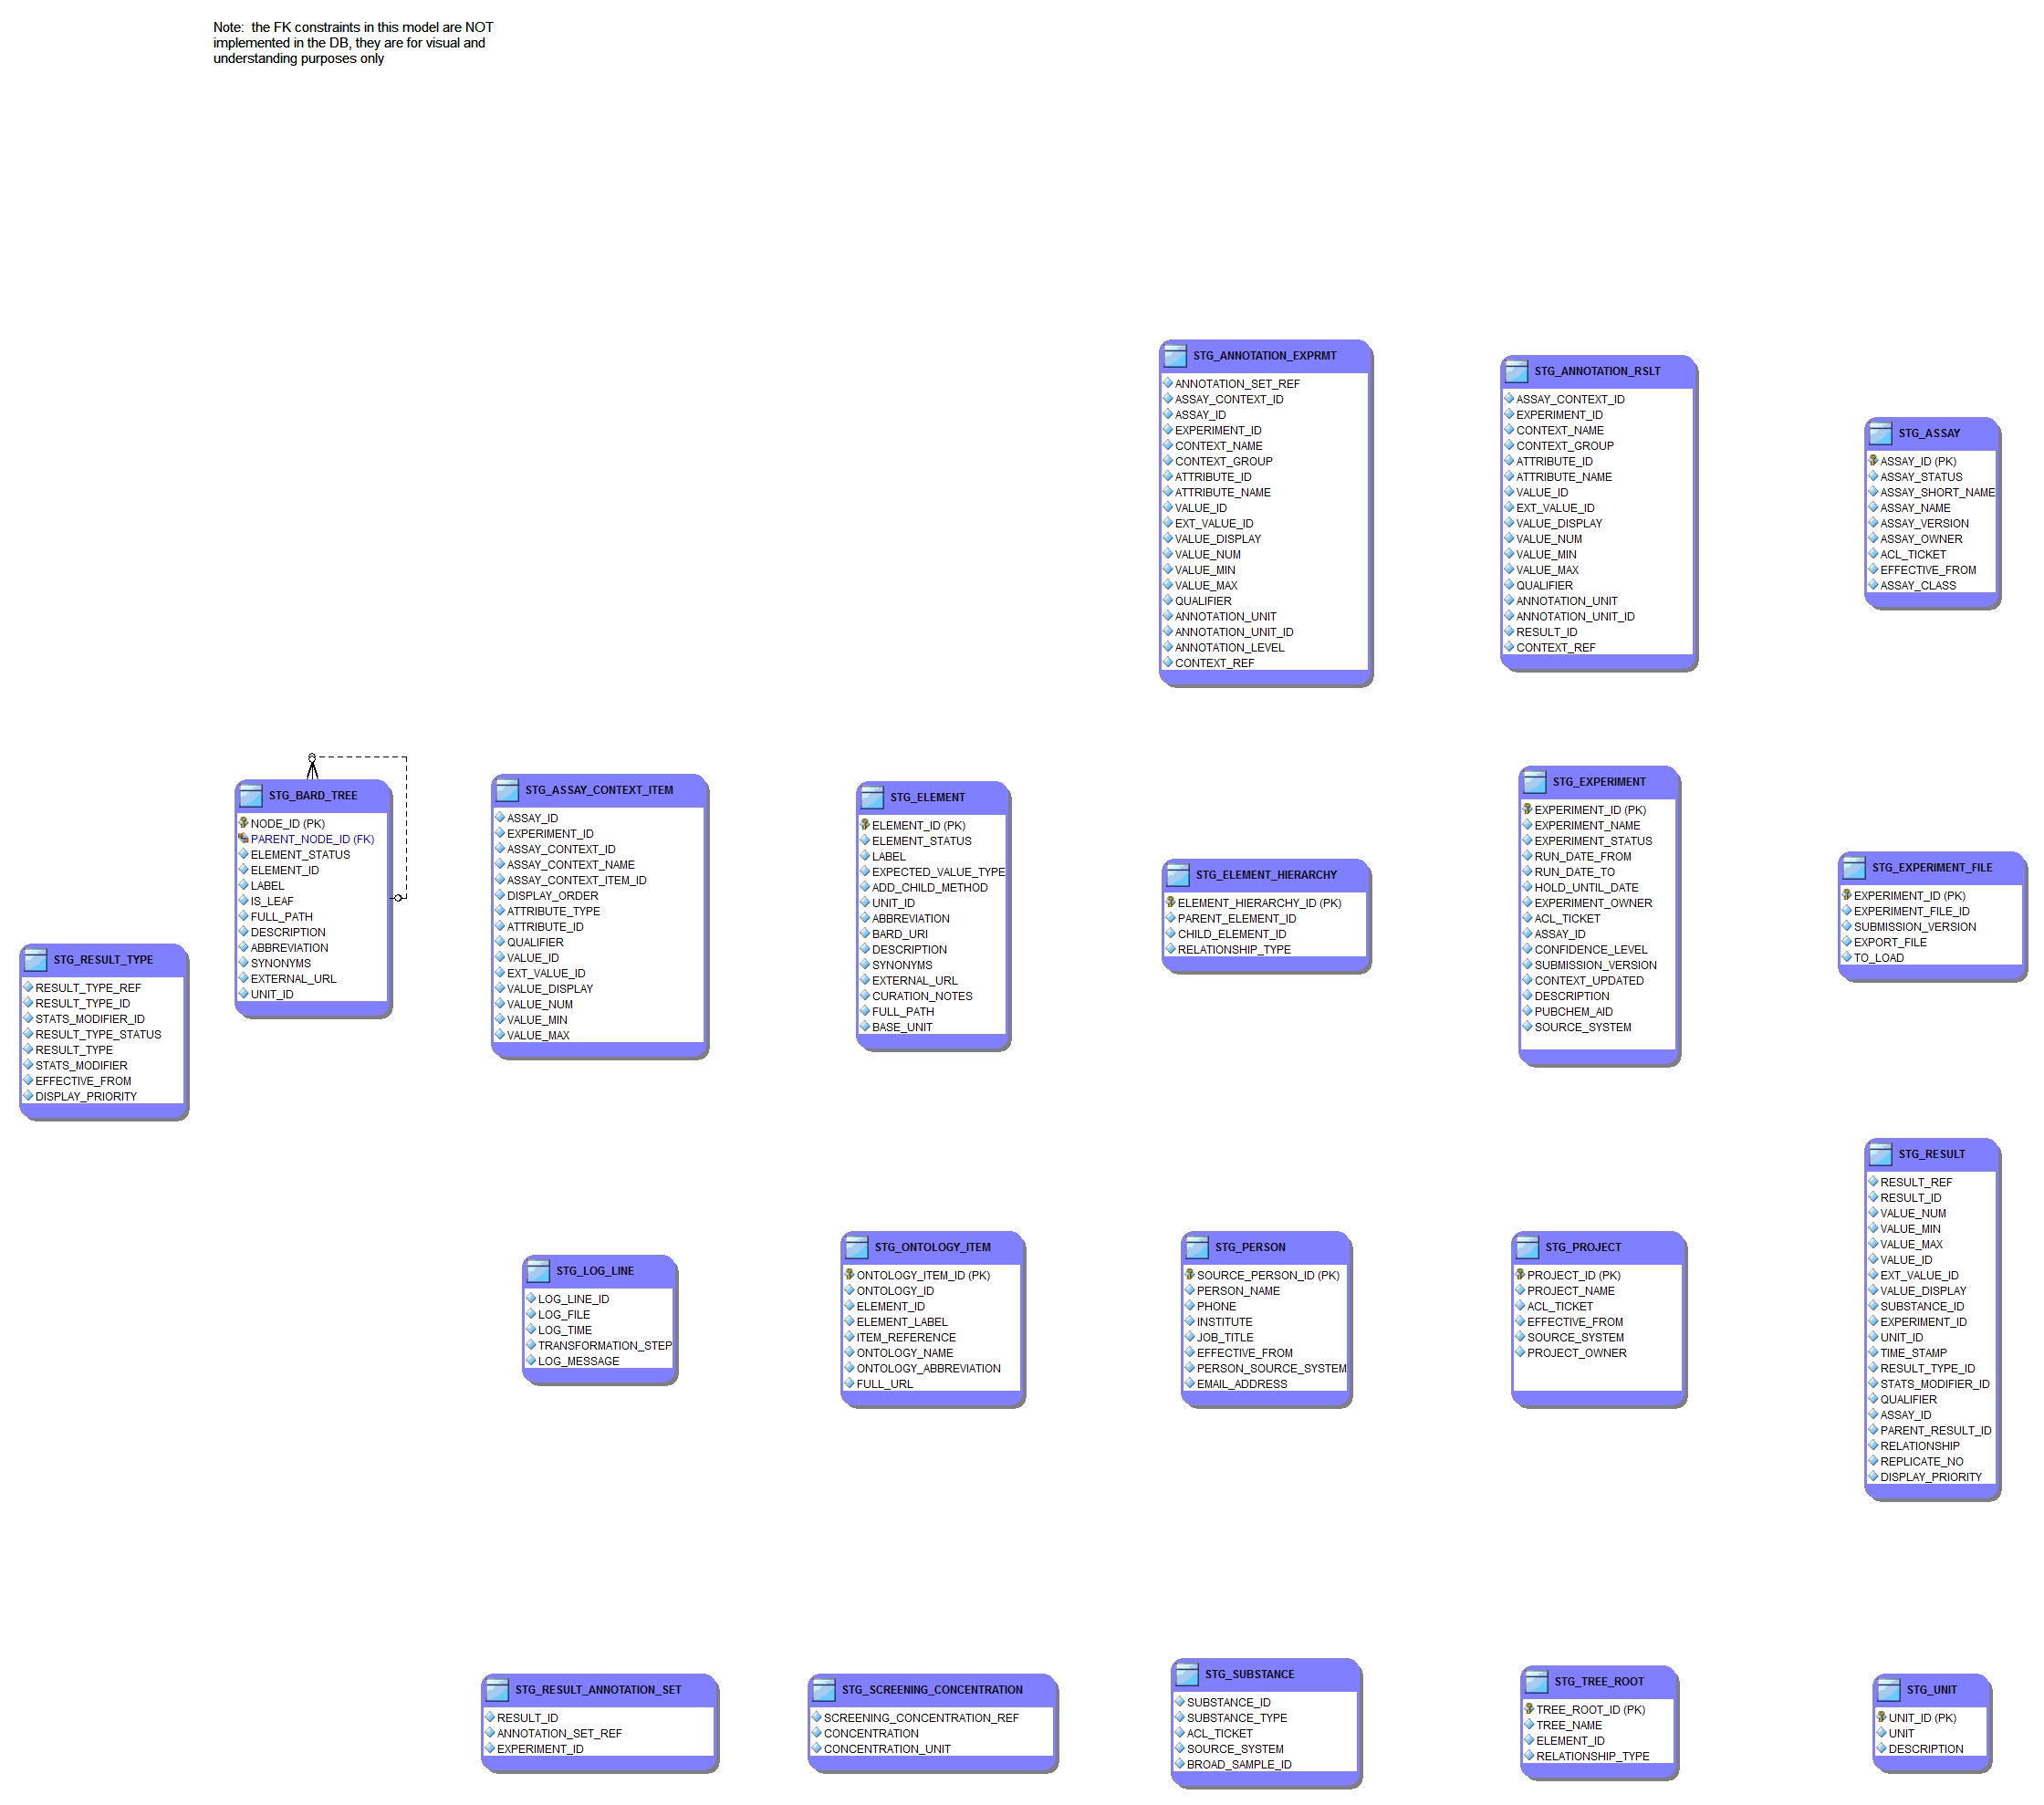 Note:  the FK constraints in this model are NOT
implemented in the DB, they are for visual and
understanding purposes only
STG_ANNOTATION_EXPRMT
ANNOTATION_SET_REF
ASSAY_CONTEXT_ID
ASSAY_ID
EXPERIMENT_ID
CONTEXT_NAME
CONTEXT_GROUP
ATTRIBUTE_ID
ATTRIBUTE_NAME
VALUE_ID
EXT_VALUE_ID
VALUE_DISPLAY
VALUE_NUM
VALUE_MIN
VALUE_MAX
QUALIFIER
ANNOTATION_UNIT
ANNOTATION_UNIT_ID
ANNOTATION_LEVEL
CONTEXT_REF
STG_ANNOTATION_RSLT
ASSAY_CONTEXT_ID
EXPERIMENT_ID
CONTEXT_NAME
CONTEXT_GROUP
ATTRIBUTE_ID
ATTRIBUTE_NAME
VALUE_ID
EXT_VALUE_ID
VALUE_DISPLAY
VALUE_NUM
VALUE_MIN
VALUE_MAX
QUALIFIER
ANNOTATION_UNIT
ANNOTATION_UNIT_ID
RESULT_ID
CONTEXT_REF
STG_ASSAY
ASSAY_ID (PK)
ASSAY_STATUS
ASSAY_SHORT_NAME
ASSAY_NAME
ASSAY_VERSION
ASSAY_OWNER
ACL_TICKET
EFFECTIVE_FROM
ASSAY_CLASS
STG_RESULT_TYPE
RESULT_TYPE_REF
RESULT_TYPE_ID
STATS_MODIFIER_ID
RESULT_TYPE_STATUS
RESULT_TYPE
STATS_MODIFIER
EFFECTIVE_FROM
DISPLAY_PRIORITY
STG_BARD_TREE
NODE_ID (PK)
PARENT_NODE_ID (FK)
ELEMENT_STATUS
ELEMENT_ID
LABEL
IS_LEAF
FULL_PATH
DESCRIPTION
ABBREVIATION
SYNONYMS
EXTERNAL_URL
UNIT_ID
STG_ASSAY_CONTEXT_ITEM
ASSAY_ID
EXPERIMENT_ID
ASSAY_CONTEXT_ID
ASSAY_CONTEXT_NAME
ASSAY_CONTEXT_ITEM_ID
DISPLAY_ORDER
ATTRIBUTE_TYPE
ATTRIBUTE_ID
QUALIFIER
VALUE_ID
EXT_VALUE_ID
VALUE_DISPLAY
VALUE_NUM
VALUE_MIN
VALUE_MAX
STG_ELEMENT
ELEMENT_ID (PK)
ELEMENT_STATUS
LABEL
EXPECTED_VALUE_TYPE
ADD_CHILD_METHOD
UNIT_ID
ABBREVIATION
BARD_URI
DESCRIPTION
SYNONYMS
EXTERNAL_URL
CURATION_NOTES
FULL_PATH
BASE_UNIT
STG_ELEMENT_HIERARCHY
ELEMENT_HIERARCHY_ID (PK)
PARENT_ELEMENT_ID
CHILD_ELEMENT_ID
RELATIONSHIP_TYPE
STG_EXPERIMENT
EXPERIMENT_ID (PK)
EXPERIMENT_NAME
EXPERIMENT_STATUS
RUN_DATE_FROM
RUN_DATE_TO
HOLD_UNTIL_DATE
EXPERIMENT_OWNER
ACL_TICKET
ASSAY_ID
CONFIDENCE_LEVEL
SUBMISSION_VERSION
CONTEXT_UPDATED
DESCRIPTION
PUBCHEM_AID
SOURCE_SYSTEM
STG_EXPERIMENT_FILE
EXPERIMENT_ID (PK)
EXPERIMENT_FILE_ID
SUBMISSION_VERSION
EXPORT_FILE
TO_LOAD
STG_LOG_LINE
LOG_LINE_ID
LOG_FILE
LOG_TIME
TRANSFORMATION_STEP
LOG_MESSAGE
STG_ONTOLOGY_ITEM
ONTOLOGY_ITEM_ID (PK)
ONTOLOGY_ID
ELEMENT_ID
ELEMENT_LABEL
ITEM_REFERENCE
ONTOLOGY_NAME
ONTOLOGY_ABBREVIATION
FULL_URL
STG_PERSON
SOURCE_PERSON_ID (PK)
PERSON_NAME
PHONE
INSTITUTE
JOB_TITLE
EFFECTIVE_FROM
PERSON_SOURCE_SYSTEM
EMAIL_ADDRESS
STG_PROJECT
PROJECT_ID (PK)
PROJECT_NAME
ACL_TICKET
EFFECTIVE_FROM
SOURCE_SYSTEM
PROJECT_OWNER
STG_RESULT
RESULT_REF
RESULT_ID
VALUE_NUM
VALUE_MIN
VALUE_MAX
VALUE_ID
EXT_VALUE_ID
VALUE_DISPLAY
SUBSTANCE_ID
EXPERIMENT_ID
UNIT_ID
TIME_STAMP
RESULT_TYPE_ID
STATS_MODIFIER_ID
QUALIFIER
ASSAY_ID
PARENT_RESULT_ID
RELATIONSHIP
REPLICATE_NO
DISPLAY_PRIORITY
STG_RESULT_ANNOTATION_SET
RESULT_ID
ANNOTATION_SET_REF
EXPERIMENT_ID
STG_SCREENING_CONCENTRATION
SCREENING_CONCENTRATION_REF
CONCENTRATION
CONCENTRATION_UNIT
STG_SUBSTANCE
SUBSTANCE_ID
SUBSTANCE_TYPE
ACL_TICKET
SOURCE_SYSTEM
BROAD_SAMPLE_ID
STG_TREE_ROOT
TREE_ROOT_ID (PK)
TREE_NAME
ELEMENT_ID
RELATIONSHIP_TYPE
STG_UNIT
UNIT_ID (PK)
UNIT
DESCRIPTION